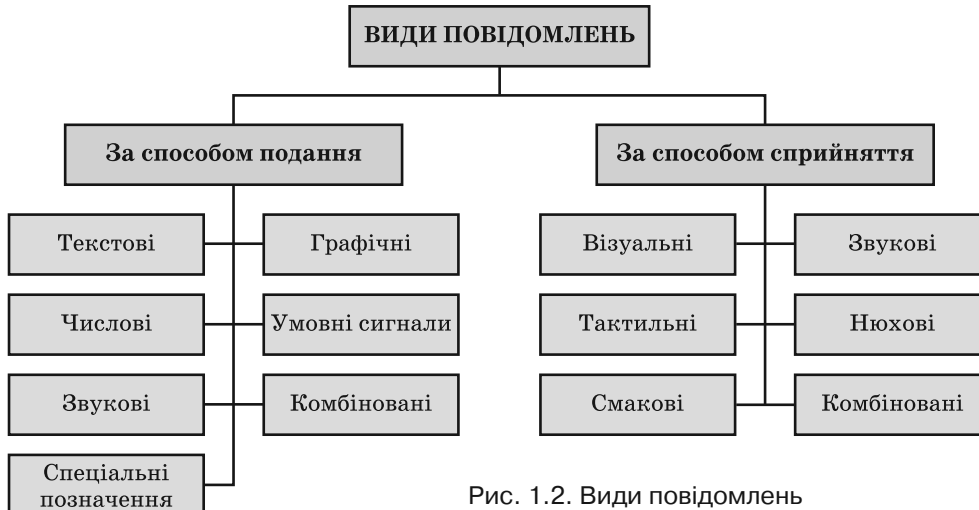 ВИДИ ПОВІДОМЛЕНЬ
За способом подання
За способом сприйняття
Текстові
Графічні
Візуальні
Звукові
Числові
Умовні сигнали
Тактильні
Нюхові
Звукові
Комбіновані
Смакові
Комбіновані
Спеціальні
позначення
Рис. 1.2. Види повідомлень